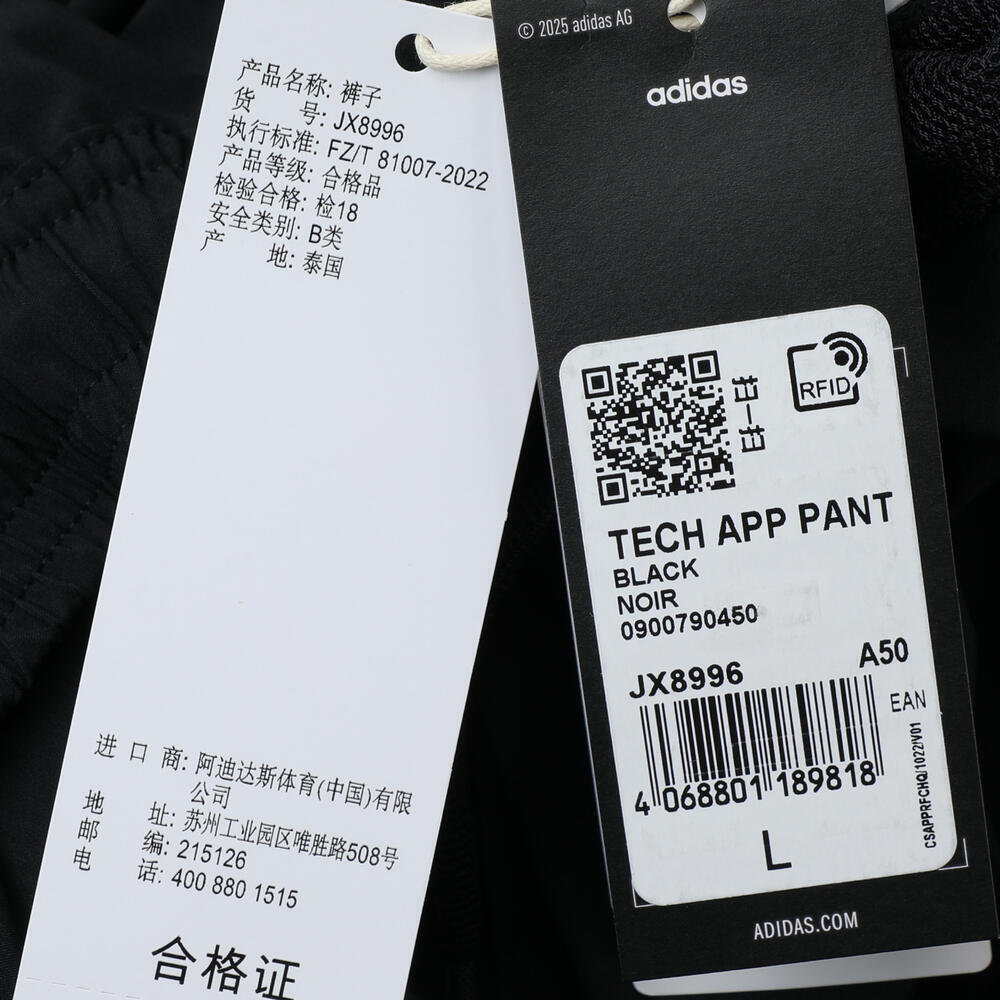 产品名称: 裤子
货 号: JX8996
执行标准: FZ/T 81007-2022
产品等级: 合格品
检验合格: 检18
安全类别: B类
产 地: 泰国
进 口 商: 阿迪达斯体育(中国)有限
公司
地 址: 苏州工业园区唯胜路508号
邮 编: 215126
电 话: 400 880 1515
合格证
© 2025 adidas AG
adidas
RFID
TECH APP PANT
BLACK
NOIR
0900790450
JX8996 A50
EAN
4 068801 189818
CSAPPRFCHQ/1022/V01
L
ADIDAS.COM